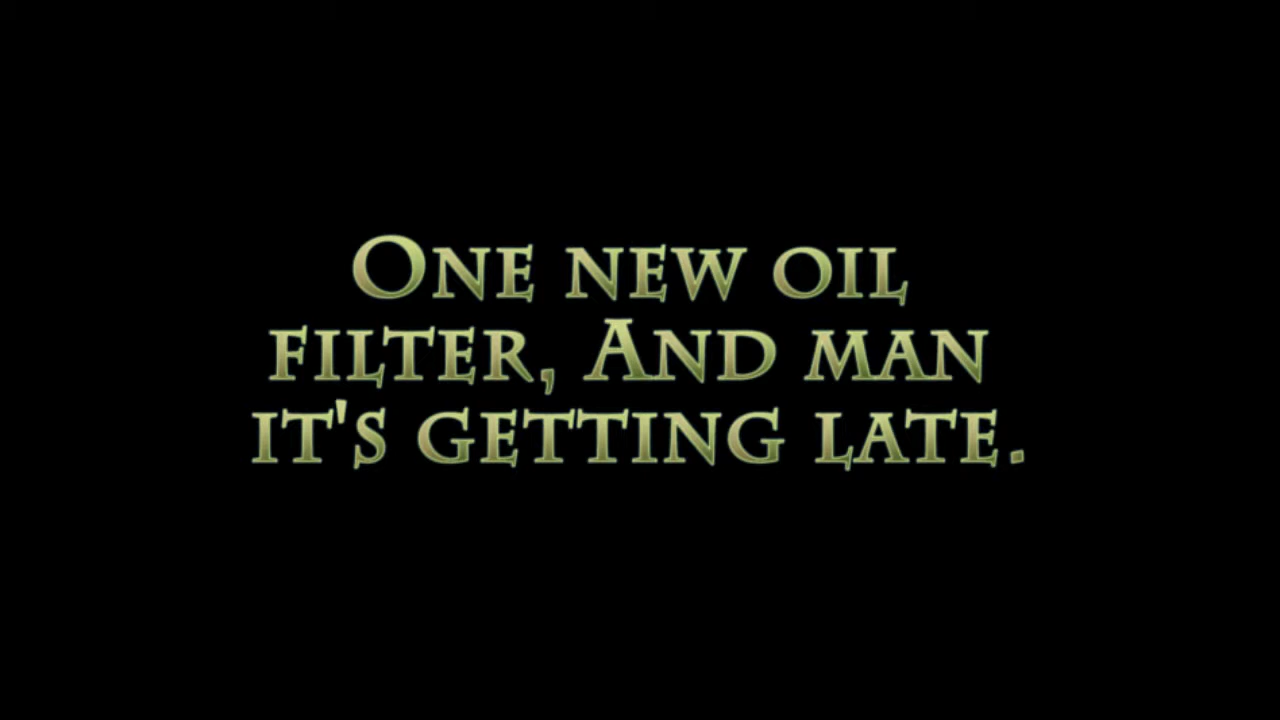 One new oil
filter, And man
it's getting late.